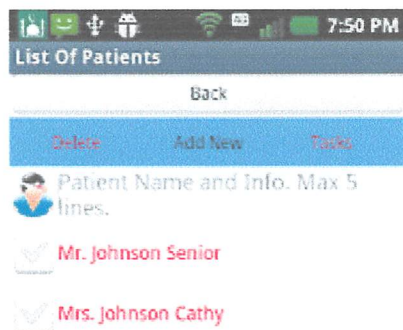 7:50 PM
List Of Patients
Back
Delete Add New Tasks
Patient Name and Info. Max 5
lines.
Mr. Johnson Senior
Mrs. Johnson Cathy